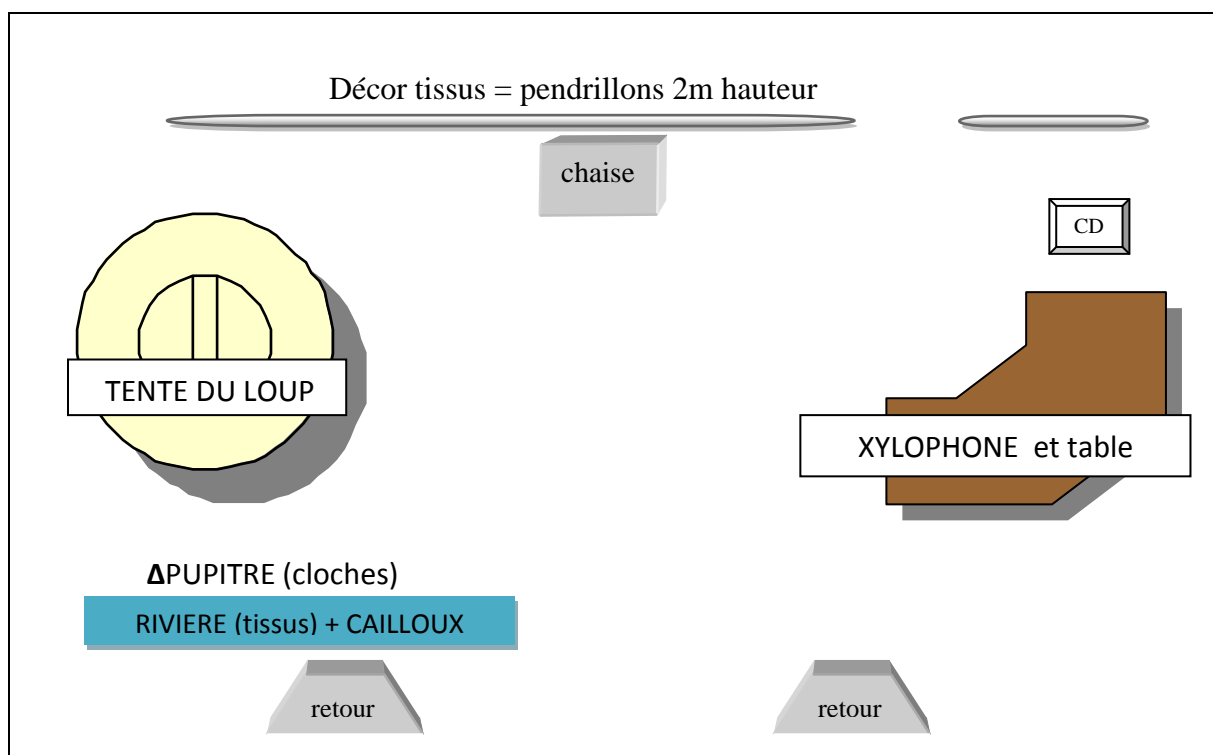 Décor tissus = pendrillons 2m hauteur
chaise
CD
TENTE DU LOUP
XYLOPHONE et table
ΔPUPITRE (cloches)
RIVIERE (tissus) + CAILLOUX
retour
retour